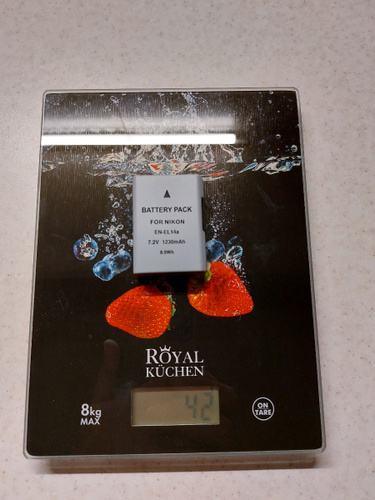 BATTERY PACK
FOR NIKON
EN-EL14a
7.2V 1230mAh
8.9Wh
ROYAL
KÜCHEN
8kg
MAX
42
ON
TARE